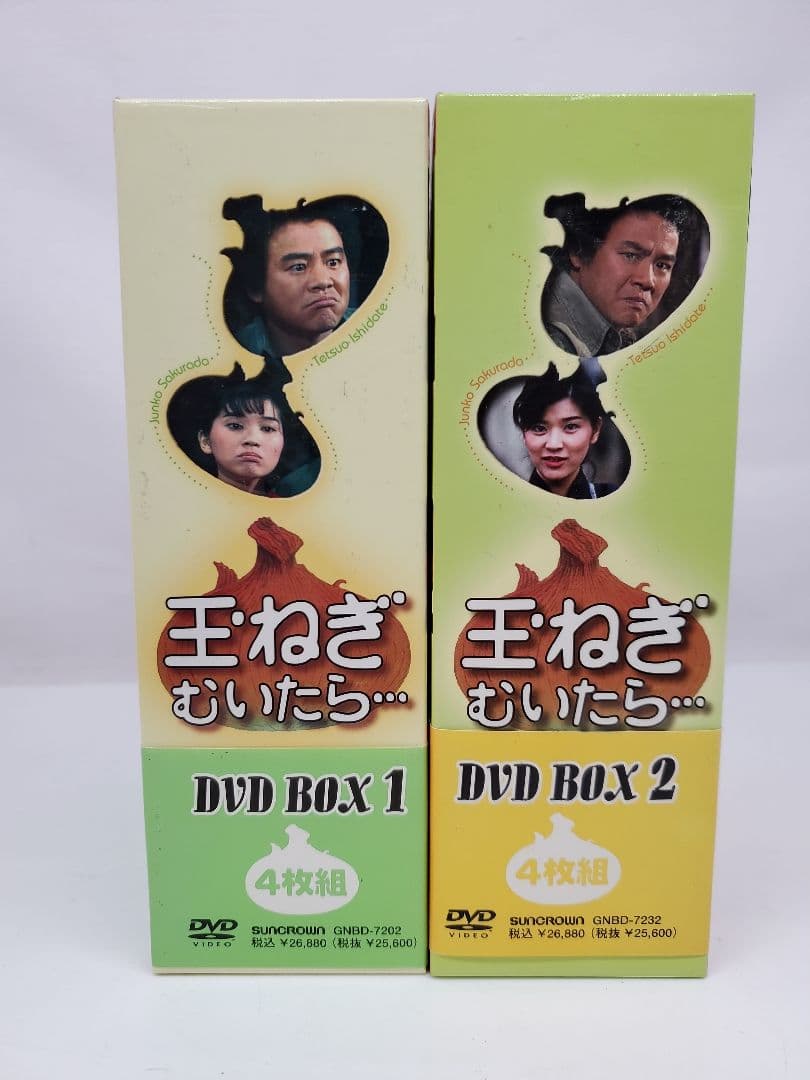 Tetsuo Ishidate
Junko Sakurada
玉ねぎ
むいたら…
DVD BOX 1
4枚組
DVD
VIDEO
SUNCROWN GNBD-7202
税込 ¥26,880 (税抜 ¥25,600)
Tetsuo Ishidate
Junko Sakurada
玉ねぎ
むいたら…
DVD BOX 2
4枚組
DVD
VIDEO
SUNCROWN GNBD-7232
税込 ¥26,880 (税抜 ¥25,600)